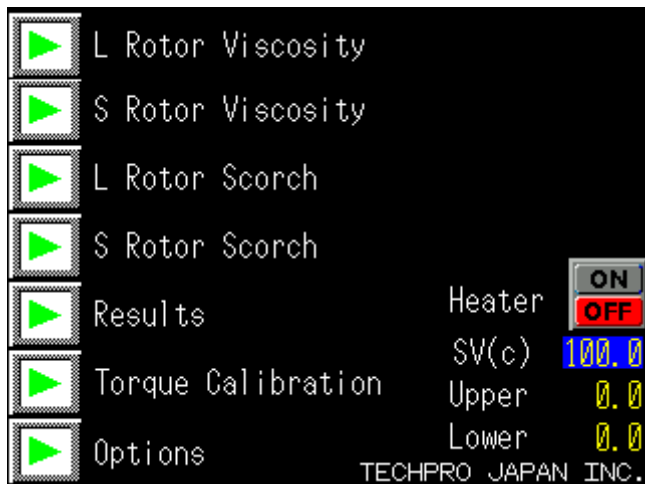 L Rotor Viscosity
S Rotor Viscosity
L Rotor Scorch
S Rotor Scorch
Results
Torque Calibration
Options
Heater
ON
OFF
SV(c) 100.0
Upper 0.0
Lower 0.0
TECHPRO JAPAN INC.